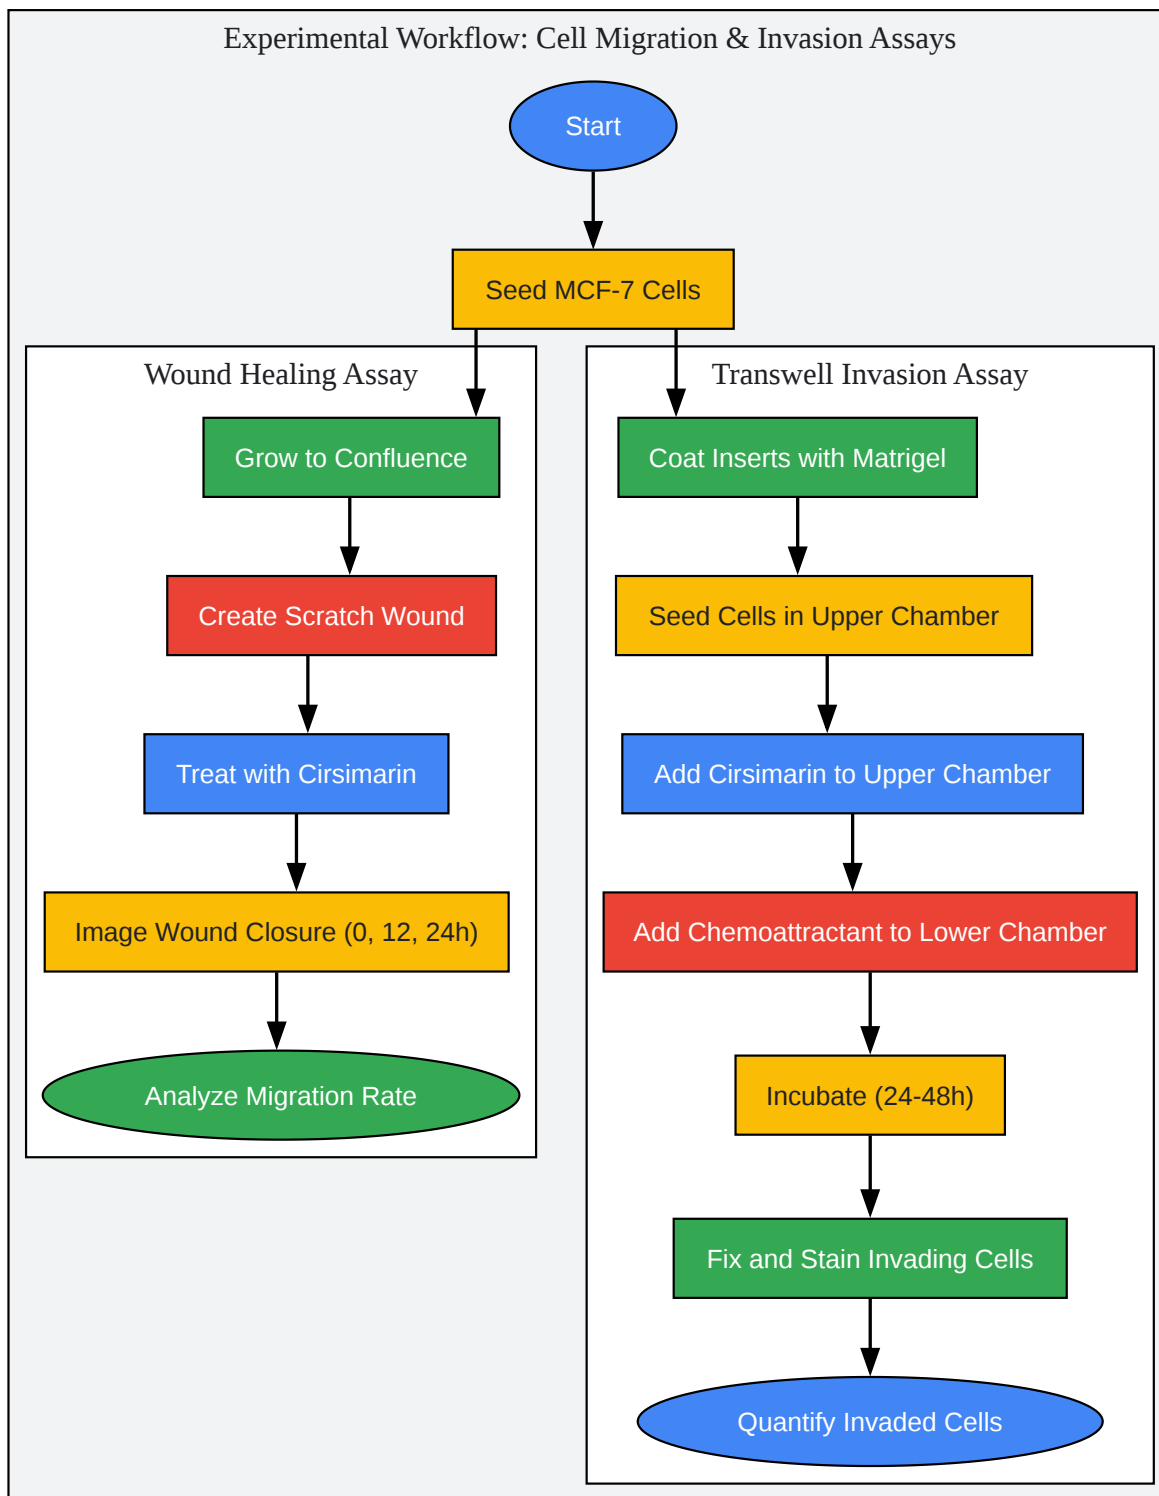 Experimental Workflow: Cell Migration & Invasion Assays
Start
Seed MCF-7 Cells
Wound Healing Assay
Grow to Confluence
Create Scratch Wound
Treat with Cirsimarin
Image Wound Closure (0, 12, 24h)
Analyze Migration Rate
Transwell Invasion Assay
Coat Inserts with Matrigel
Seed Cells in Upper Chamber
Add Cirsimarin to Upper Chamber
Add Chemoattractant to Lower Chamber
Incubate (24-48h)
Fix and Stain Invading Cells
Quantify Invaded Cells